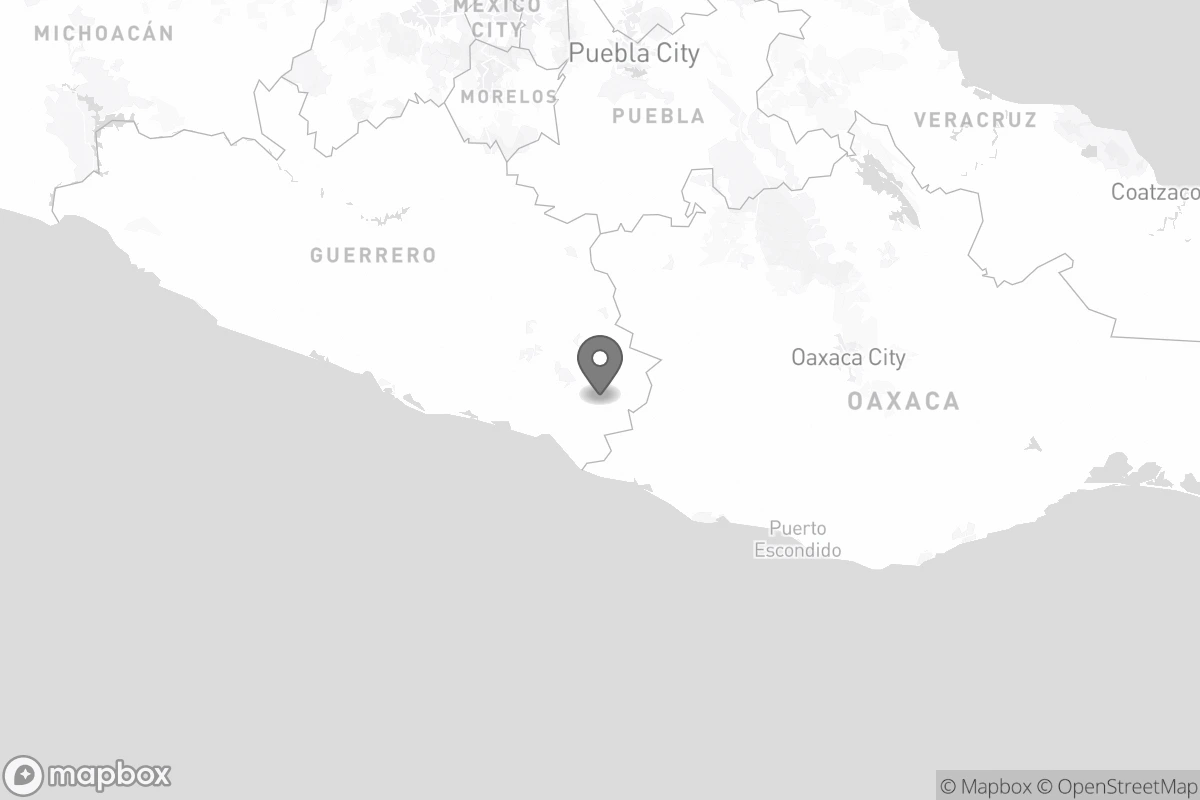 MEXICO
CITY
MICHOACÁN
Puebla City
MORELOS
PUEBLA
VERACRUZ
Coatzaco
GUERRERO
Oaxaca City
OAXACA
Puerto
Escondido
mapbox
© Mapbox © OpenStreetMap